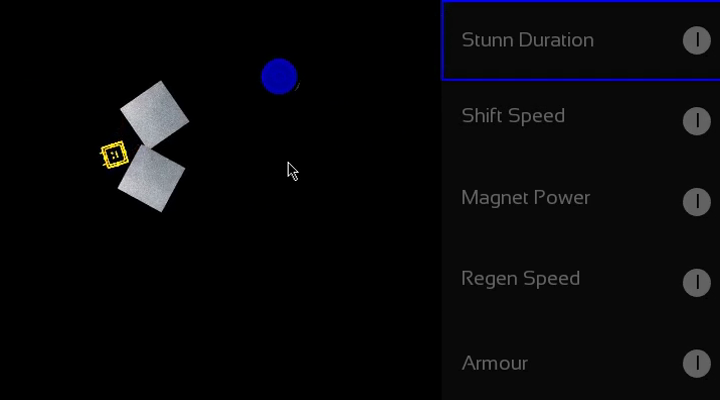 Stunn Duration
Shift Speed
Magnet Power
Regen Speed
Armour